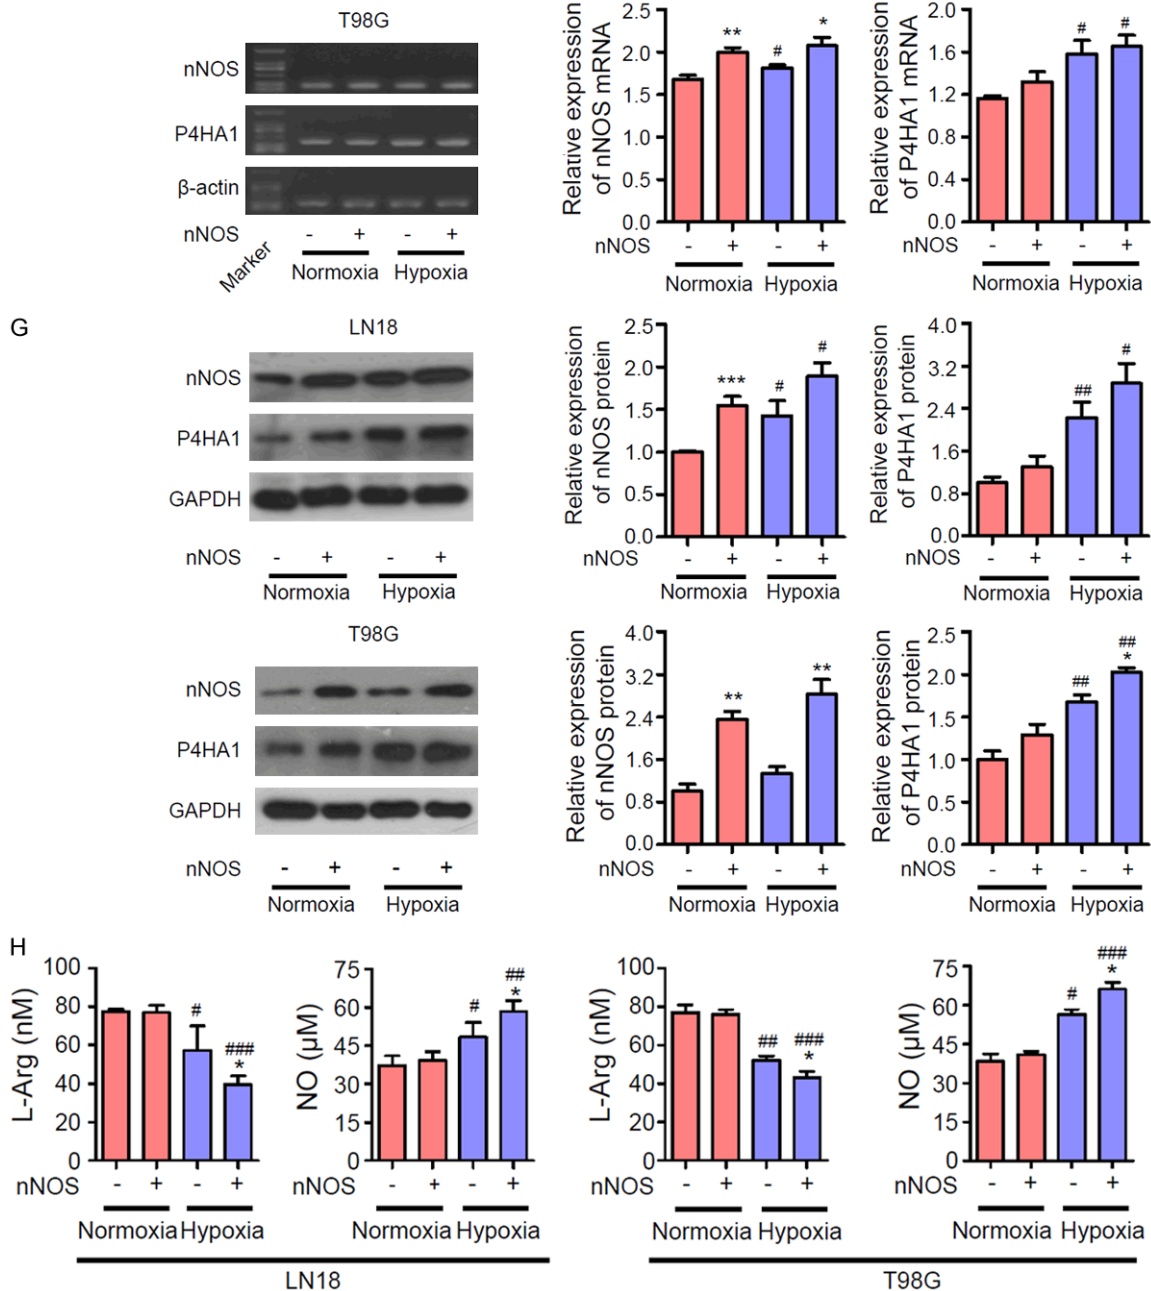 T98G
nNOS
P4HA1
β-actin
nNOS - + - +
Marker
Normoxia Hypoxia
Relative expression
of nNOS mRNA
2.5
2.0
1.5
1.0
0.5
0.0
** # *
nNOS - + - +
Normoxia Hypoxia
Relative expression
of P4HA1 mRNA
2.0
1.6
1.2
0.8
0.4
0.0
# #
nNOS - + - +
Normoxia Hypoxia
G
LN18
nNOS
P4HA1
GAPDH
nNOS - + - +
Normoxia Hypoxia
Relative expression
of nNOS protein
2.5
2.0
1.5
1.0
0.5
0.0
*** # #
nNOS - + - +
Normoxia Hypoxia
Relative expression
of P4HA1 protein
4.0
3.2
2.4
1.6
0.8
0.0
## #
nNOS - + - +
Normoxia Hypoxia
T98G
nNOS
P4HA1
GAPDH
nNOS - + - +
Normoxia Hypoxia
Relative expression
of nNOS protein
4.0
3.2
2.4
1.6
0.8
0.0
** **
nNOS - + - +
Normoxia Hypoxia
Relative expression
of P4HA1 protein
2.5
2.0
1.5
1.0
0.5
0.0
##
##
*
nNOS - + - +
Normoxia Hypoxia
H
L-Arg (nM)
100
80
60
40
20
0
#
###
*
nNOS - + - +
Normoxia Hypoxia
NO (µM)
75
60
45
30
15
0
#
##
*
nNOS - + - +
Normoxia Hypoxia
LN18
L-Arg (nM)
100
80
60
40
20
0
##
###
*
nNOS - + - +
Normoxia Hypoxia
NO (µM)
75
60
45
30
15
0
#
###
*
nNOS - + - +
Normoxia Hypoxia
T98G